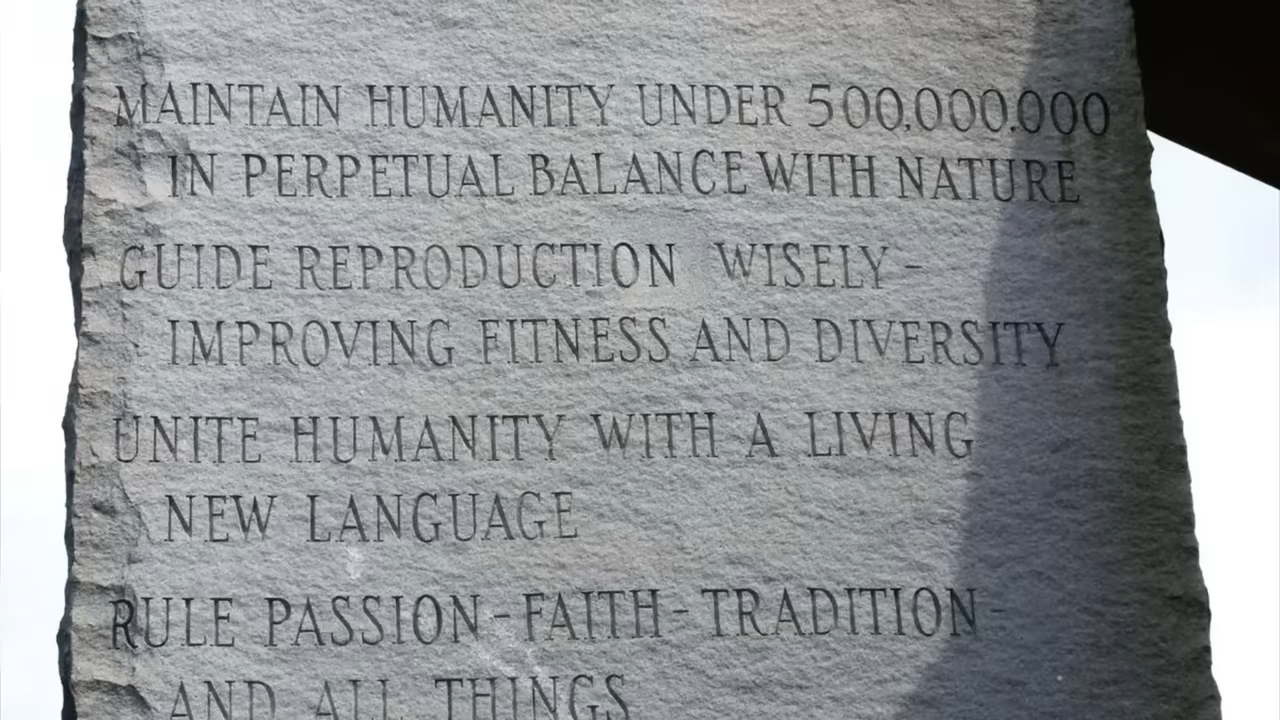 MAINTAIN HUMANITY UNDER 500,000,000
IN PERPETUAL BALANCE WITH NATURE
GUIDE REPRODUCTION WISELY -
IMPROVING FITNESS AND DIVERSITY
UNITE HUMANITY WITH A LIVING
NEW LANGUAGE
RULE PASSION - FAITH - TRADITION -
AND ALL THINGS